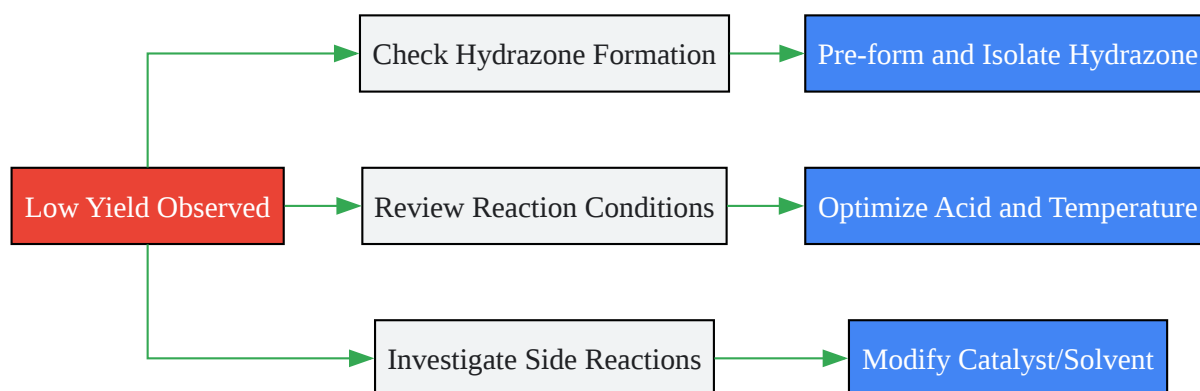 Check Hydrazone Formation
Pre-form and Isolate Hydrazone
Low Yield Observed
Review Reaction Conditions
Optimize Acid and Temperature
Investigate Side Reactions
Modify Catalyst/Solvent